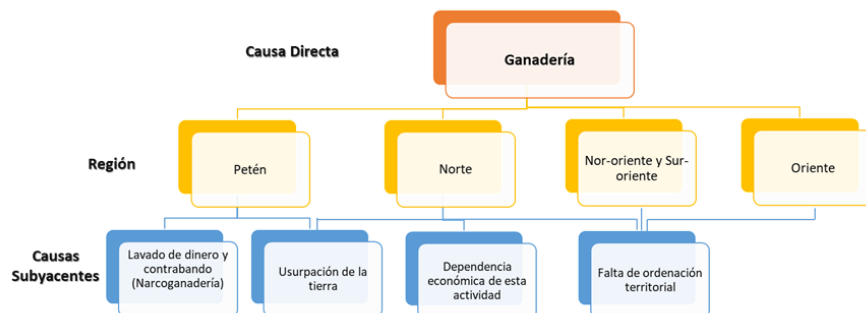 Causa Directa
Ganadería
Región
Petén
Norte
Nor-oriente y Sur-
oriente
Oriente
Causas
Subyacentes
Lavado de dinero y
contrabando
(Narcoganadería)
Usurpación de la
tierra
Dependencia
económica de esta
actividad
Falta de ordenación
territorial